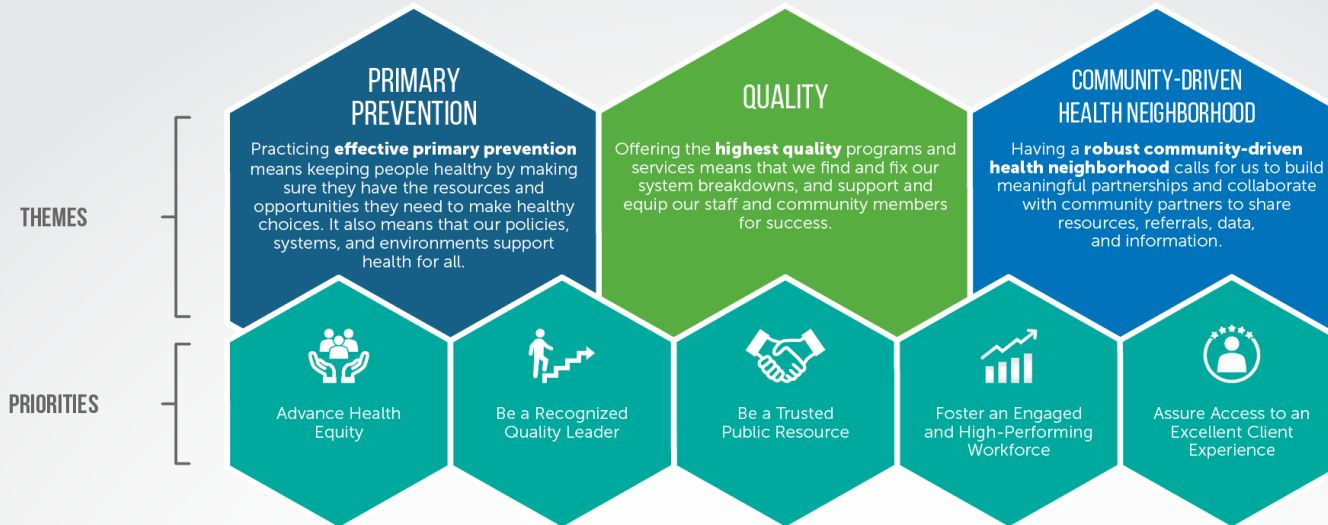 THEMES
PRIMARY
PREVENTION
Practicing effective primary prevention
means keeping people healthy by making
sure they have the resources and
opportunities they need to make healthy
choices. It also means that our policies,
systems, and environments support
health for all.
QUALITY
Offering the highest quality programs and
services means that we find and fix our
system breakdowns, and support and
equip our staff and community members
for success.
COMMUNITY-DRIVEN
HEALTH NEIGHBORHOOD
Having a robust community-driven
health neighborhood calls for us to build
meaningful partnerships and collaborate
with community partners to share
resources, referrals, data,
and information.
PRIORITIES
Advance Health
Equity
Be a Recognized
Quality Leader
Be a Trusted
Public Resource
Foster an Engaged
and High-Performing
Workforce
Assure Access to an
Excellent Client
Experience